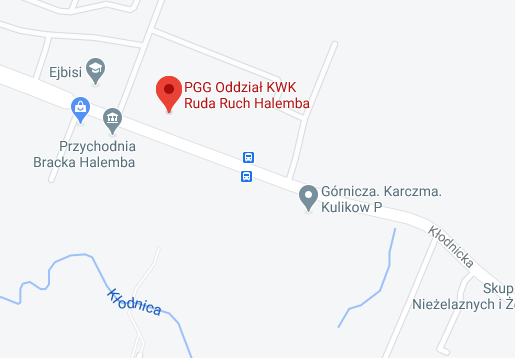 Ejbisi
PGG Oddział KWK
Ruda Ruch Halemba
Przychodnia
Bracka Halemba
Górnicza. Karczma.
Kulikow P
Kłodnicka
Kłodnica
Skup
Nieżelaznych i Ż